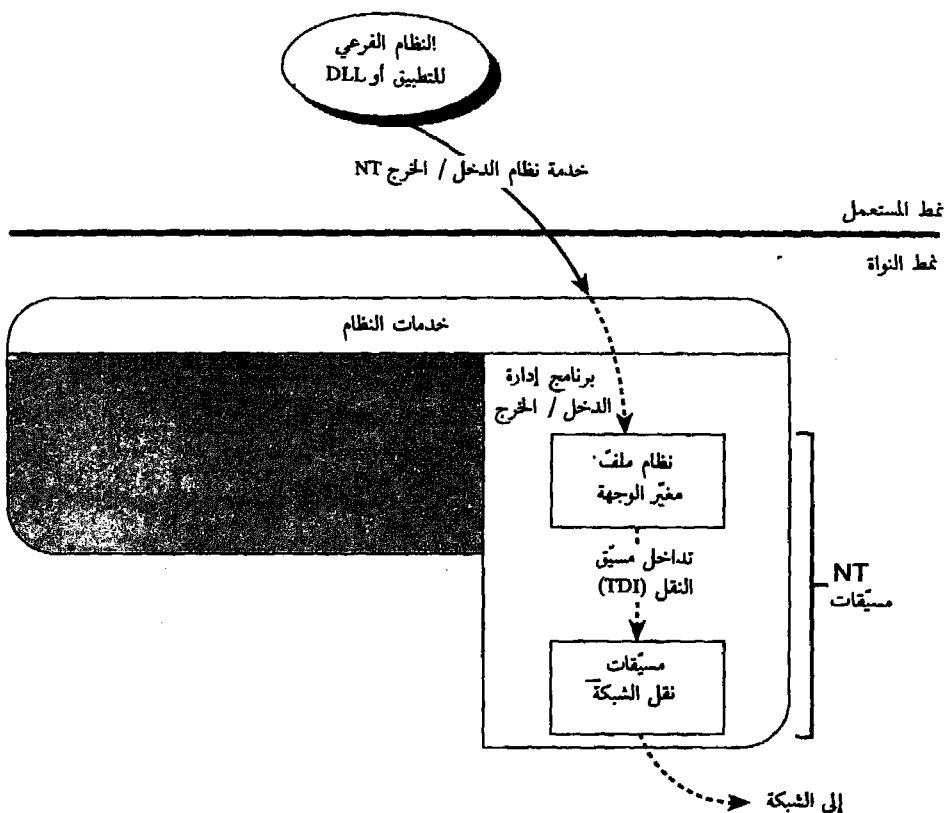 النظام الفرعي
للتطبيق أو DLL
خدمة نظام الدخل / الخرج NT
نمط المستعمل
نمط النواة
خدمات النظام
برنامج إدارة
الدخل / الخرج
نظام ملفّ
مغيّر الوجهة
تداخل مسيّق
النقل (TDI)
NT
مسيّقات
مسيّقات
نقل الشبكة
إلى الشبكة